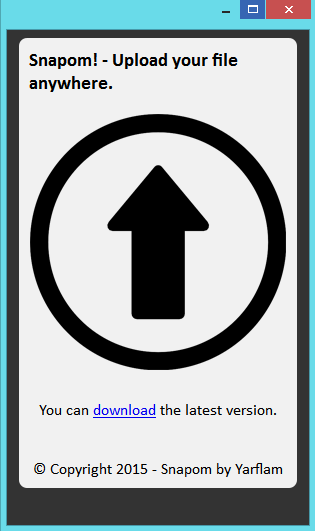 Snapom! - Upload your file
anywhere.
You can download the latest version.
© Copyright 2015 - Snapom by Yarflam